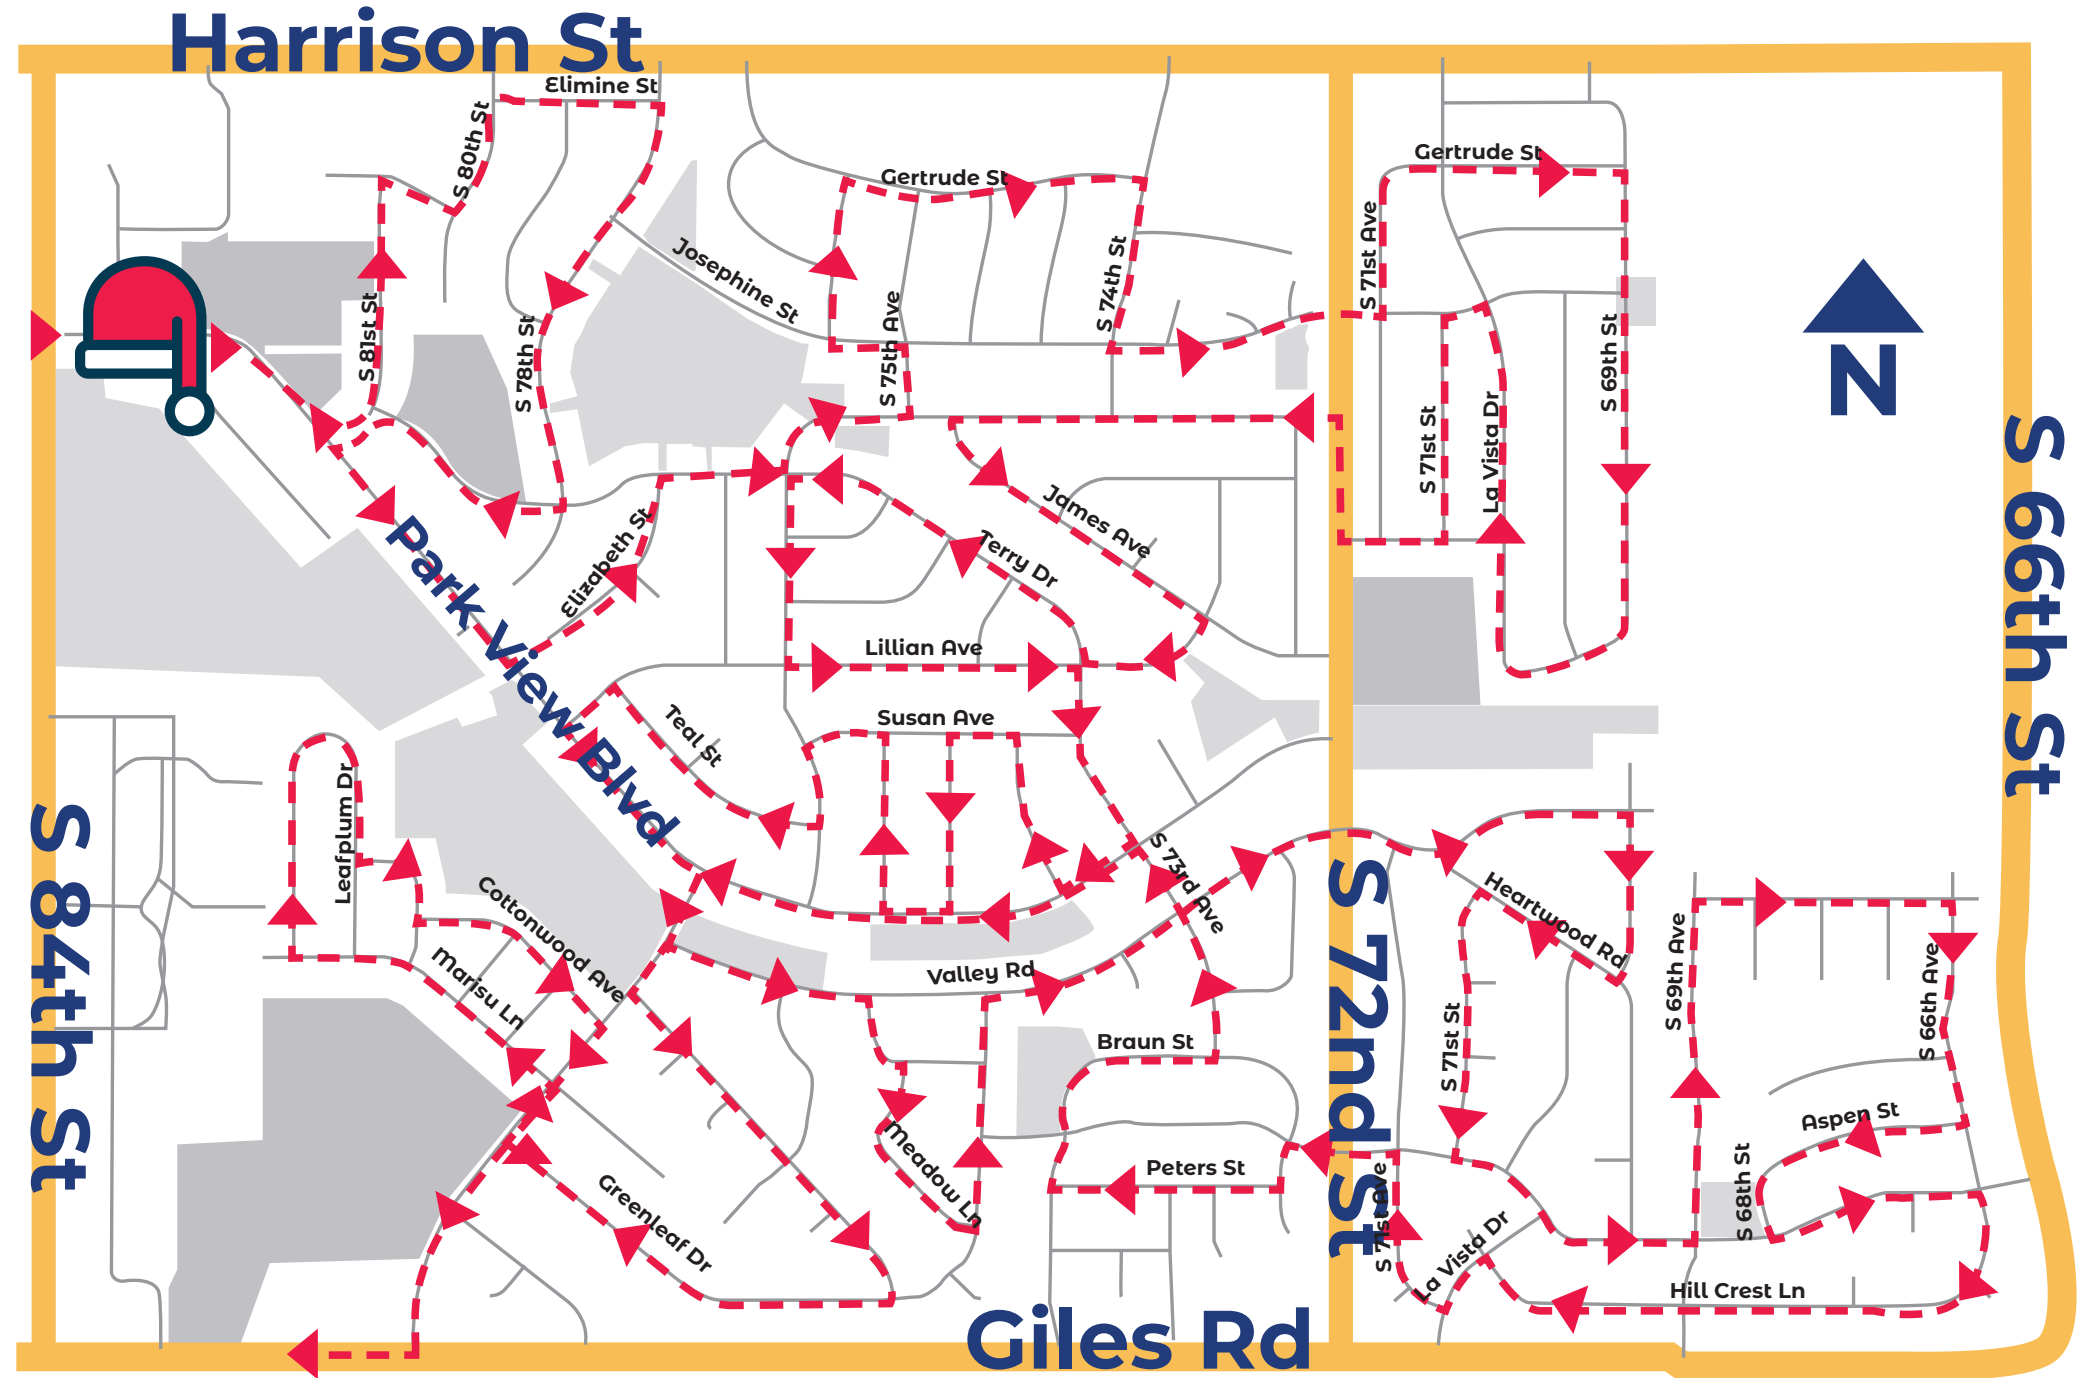 Harrison St
Elimine St
S 80th St
Gertrude St
Gertrude St
Josephine St
S 74th St
S 71st Ave
S 81st St
S 78th St
S 75th Ave
S 69th St
S 71st St
La Vista Dr
N
S 66th St
James Ave
Terry Dr
Elizabeth St
Park View Blvd
Lillian Ave
Susan Ave
Teal St
Leafplum Dr
S 84th St
Cottonwood Ave
Marisu Ln
S 73rd Ave
S 72nd St
Heartwood Rd
Valley Rd
S 69th Ave
S 66th Ave
S 71st St
Braun St
Aspen St
Meadow Ln
Peters St
S 68th St
S 71st Ave
Greenleaf Dr
La Vista Dr
Hill Crest Ln
Giles Rd